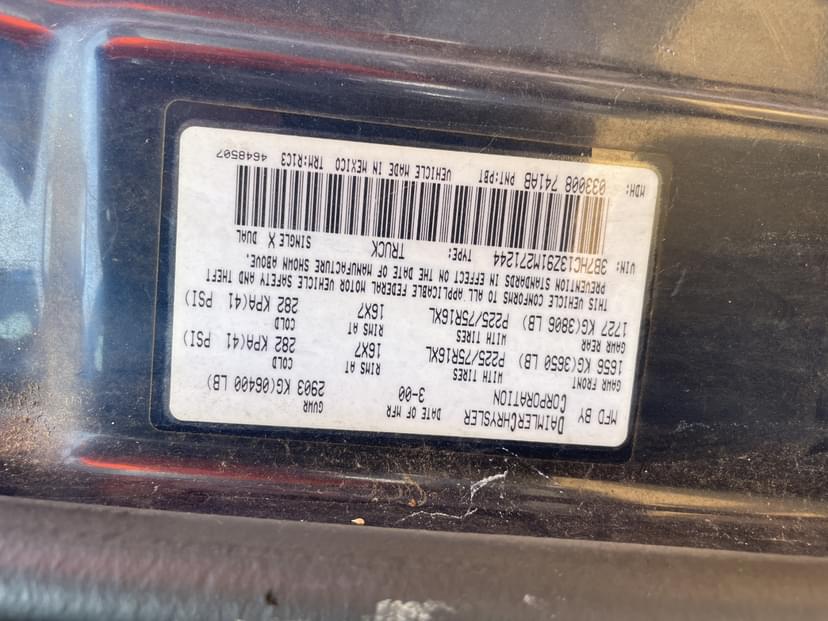 MFD BY DAIMLERCHRYSLER CORPORATION DATE OF MFR 3-00 GVWR 2903 KG(06400 LB)
GAWR FRONT WITH TIRES RIMS AT COLD
1656 KG(3650 LB) P225/75R16XL 16X7 282 KPA(41 PSI)
GAWR REAR WITH TIRES RIMS AT COLD
1727 KG(3806 LB) P225/75R16XL 16X7 282 KPA(41 PSI)
THIS VEHICLE CONFORMS TO ALL APPLICABLE FEDERAL MOTOR VEHICLE SAFETY AND THEFT
PREVENTION STANDARDS IN EFFECT ON THE DATE OF MANUFACTURE SHOWN ABOVE.
VIN: 3B7HC13Z91M271244 TYPE: TRUCK SINGLE X DUAL
MDH: 033008 741AB PNT:PBT VEHICLE MADE IN MEXICO TRM:R1C3 4648507